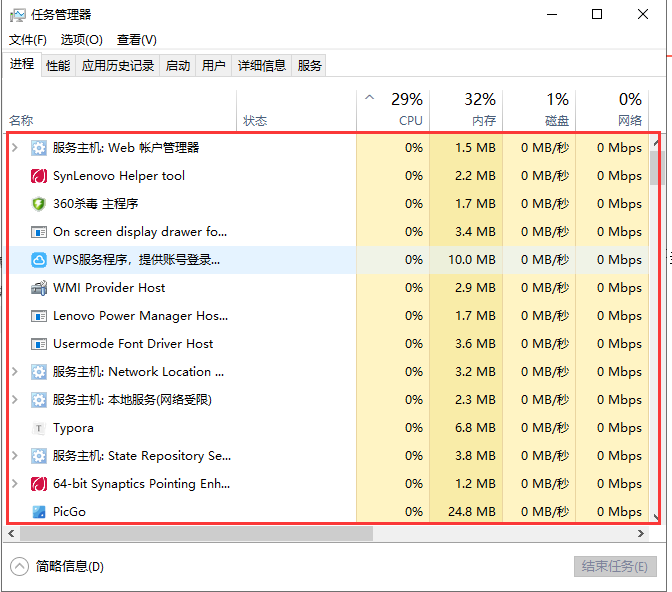 任务管理器
文件(F) 选项(O) 查看(V)
进程 性能 应用历史记录 启动 用户 详细信息 服务
29% 32% 1% 0%
名称 状态 CPU 内存 磁盘 网络
服务主机: Web 帐户管理器 0% 1.5 MB 0 MB/秒 0 Mbps
SynLenovo Helper tool 0% 2.2 MB 0 MB/秒 0 Mbps
360杀毒 主程序 0% 1.7 MB 0 MB/秒 0 Mbps
On screen display drawer fo... 0% 3.4 MB 0 MB/秒 0 Mbps
WPS服务程序，提供账号登录... 0% 10.0 MB 0 MB/秒 0 Mbps
WMI Provider Host 0% 2.9 MB 0 MB/秒 0 Mbps
Lenovo Power Manager Hos... 0% 1.7 MB 0 MB/秒 0 Mbps
Usermode Font Driver Host 0% 3.6 MB 0 MB/秒 0 Mbps
服务主机: Network Location ... 0% 3.2 MB 0 MB/秒 0 Mbps
服务主机: 本地服务(网络受限) 0% 2.3 MB 0 MB/秒 0 Mbps
Typora 0% 6.8 MB 0 MB/秒 0 Mbps
服务主机: State Repository Se... 0% 3.8 MB 0 MB/秒 0 Mbps
64-bit Synaptics Pointing Enh... 0% 1.2 MB 0 MB/秒 0 Mbps
PicGo 0% 24.8 MB 0 MB/秒 0 Mbps
简略信息(D) 结束任务(E)